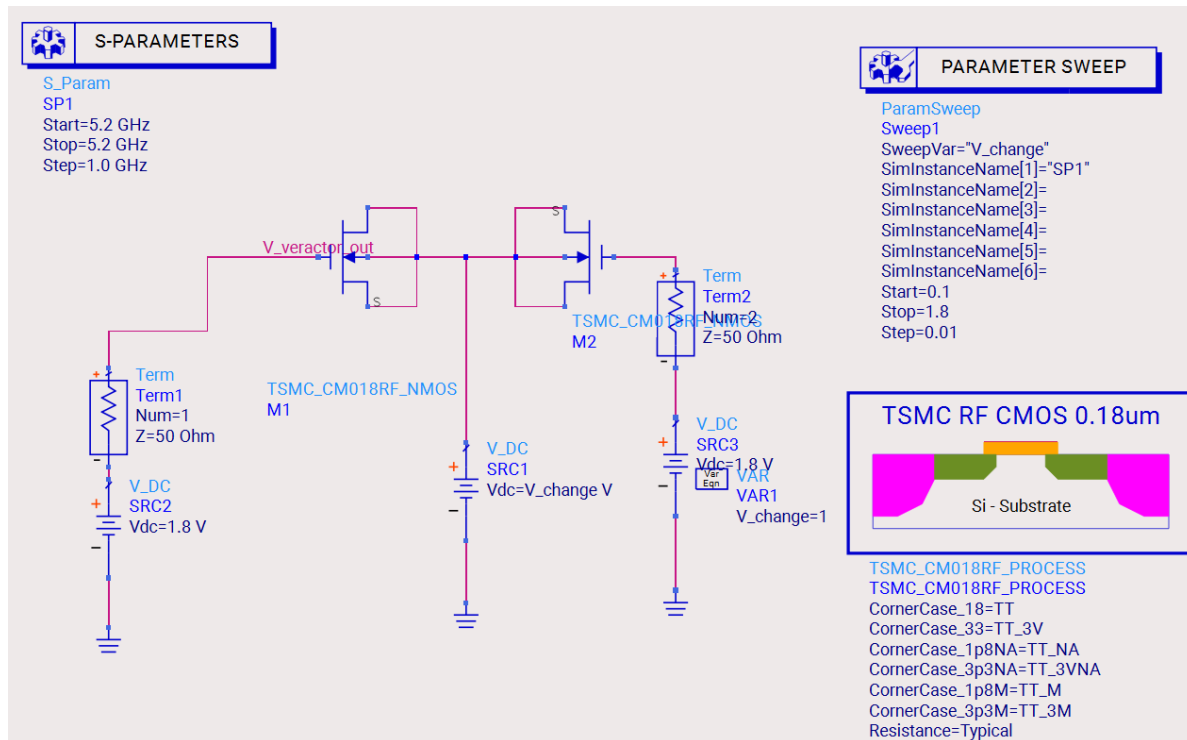 S-PARAMETERS
S_Param
SP1
Start=5.2 GHz
Stop=5.2 GHz
Step=1.0 GHz
PARAMETER SWEEP
ParamSweep
Sweep1
SweepVar="V_change"
SimInstanceName[1]="SP1"
SimInstanceName[2]=
SimInstanceName[3]=
SimInstanceName[4]=
SimInstanceName[5]=
SimInstanceName[6]=
Start=0.1
Stop=1.8
Step=0.01
V_veractor_out
S
S
TSMC_CM018RF_NMOS
M1
TSMC_CM018RF_NMOS
M2
+
Term
Term1
Num=1
Z=50 Ohm
-
+
V_DC
SRC2
Vdc=1.8 V
-
+
V_DC
SRC1
Vdc=V_change V
-
+
Term
Term2
Num=2
Z=50 Ohm
-
+
V_DC
SRC3
Vdc=1.8 V
-
Var
Eqn
VAR
VAR1
V_change=1
TSMC RF CMOS 0.18um
Si - Substrate
TSMC_CM018RF_PROCESS
TSMC_CM018RF_PROCESS
CornerCase_18=TT
CornerCase_33=TT_3V
CornerCase_1p8NA=TT_NA
CornerCase_3p3NA=TT_3VNA
CornerCase_1p8M=TT_M
CornerCase_3p3M=TT_3M
Resistance=Typical